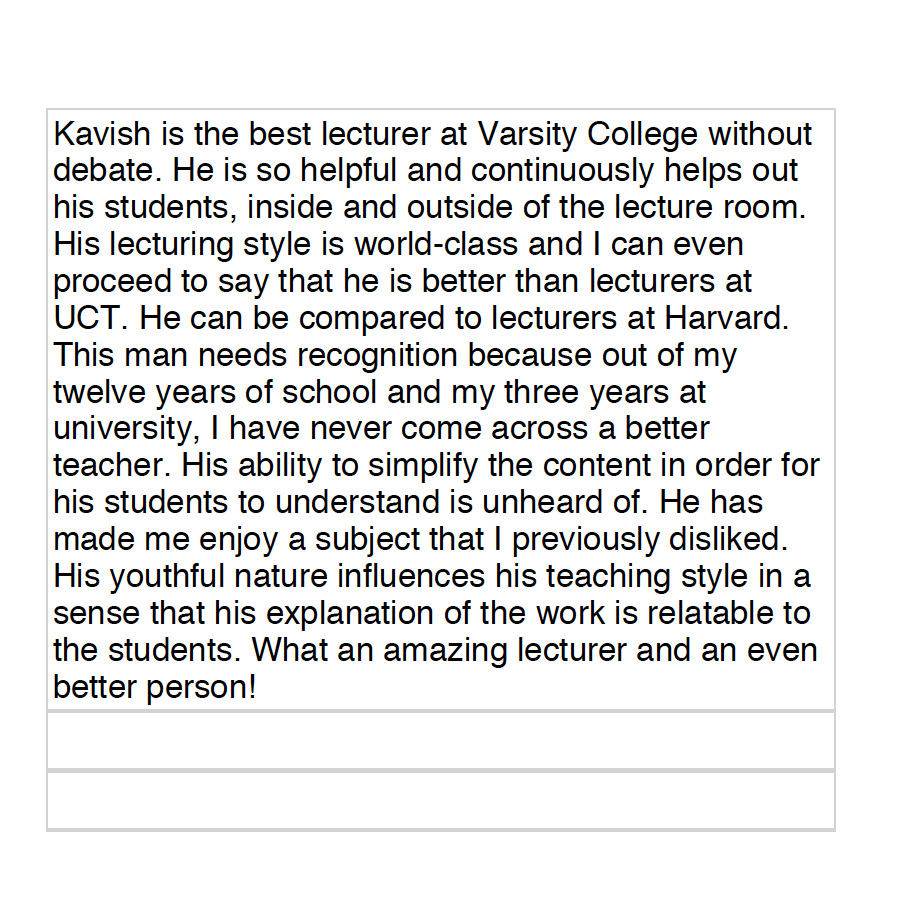 Kavish is the best lecturer at Varsity College without
debate. He is so helpful and continuously helps out
his students, inside and outside of the lecture room.
His lecturing style is world-class and I can even
proceed to say that he is better than lecturers at
UCT. He can be compared to lecturers at Harvard.
This man needs recognition because out of my
twelve years of school and my three years at
university, I have never come across a better
teacher. His ability to simplify the content in order for
his students to understand is unheard of. He has
made me enjoy a subject that I previously disliked.
His youthful nature influences his teaching style in a
sense that his explanation of the work is relatable to
the students. What an amazing lecturer and an even
better person!